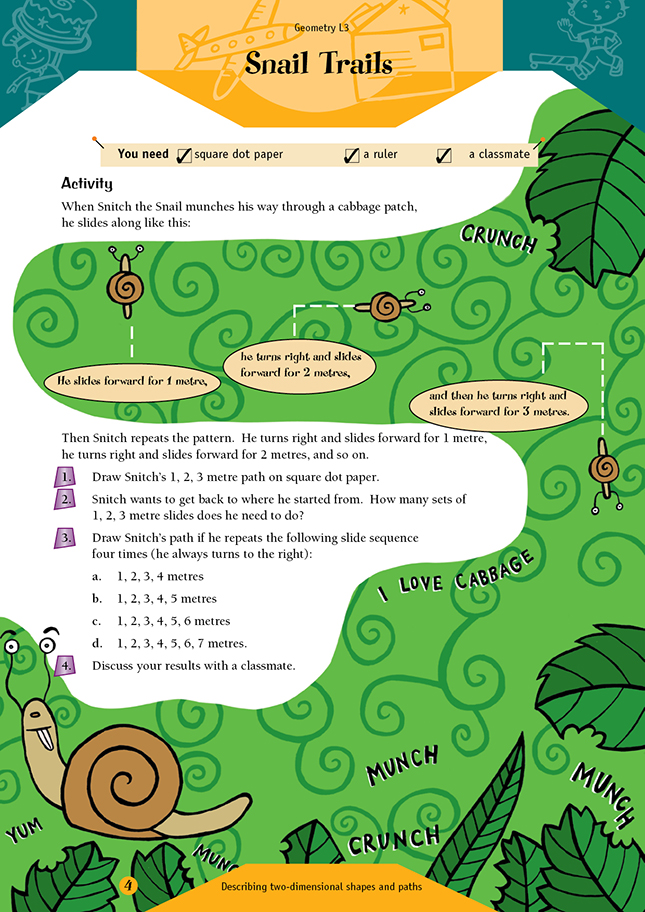 Geometry L3
Snail Trails
You need square dot paper a ruler a classmate
Activity
When Snitch the Snail munches his way through a cabbage patch,
he slides along like this:
CRUNCH
He slides forward for 1 metre,
he turns right and slides
forward for 2 metres,
and then he turns right and
slides forward for 3 metres.
Then Snitch repeats the pattern. He turns right and slides forward for 1 metre,
he turns right and slides forward for 2 metres, and so on.
1. Draw Snitch's 1, 2, 3 metre path on square dot paper.
2. Snitch wants to get back to where he started from. How many sets of
1, 2, 3 metre slides does he need to do?
3. Draw Snitch's path if he repeats the following slide sequence
four times (he always turns to the right):
a. 1, 2, 3, 4 metres
b. 1, 2, 3, 4, 5 metres
c. 1, 2, 3, 4, 5, 6 metres
d. 1, 2, 3, 4, 5, 6, 7 metres.
4. Discuss your results with a classmate.
I LOVE CABBAGE
MUNCH
MUNCH
CRUNCH
YUM
MUNC
4
Describing two-dimensional shapes and paths